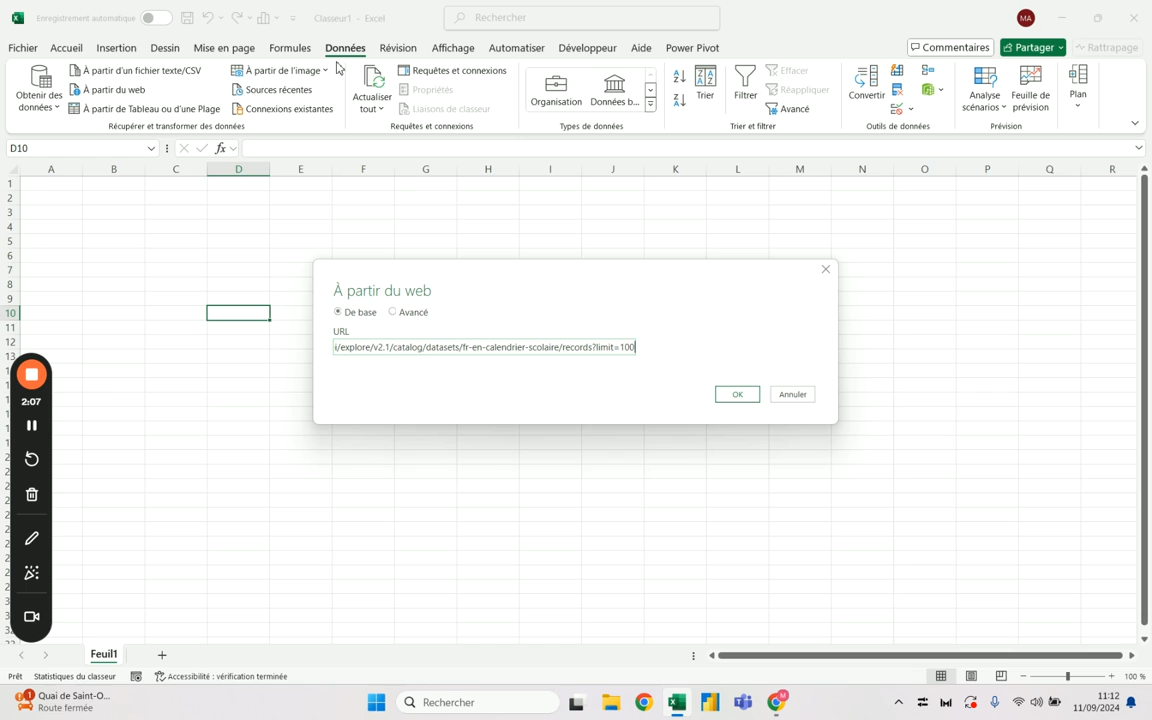 Enregistrement automatique
Classeur1 - Excel
Rechercher
MA
Fichier Accueil Insertion Dessin Mise en page Formules Données Révision Affichage Automatiser Développeur Aide Power Pivot
Commentaires
Partager
Rattrapage
Obtenir des données
À partir d'un fichier texte/CSV
À partir du web
À partir de Tableau ou d'une Plage
À partir de l'image
Sources récentes
Connexions existantes
Récupérer et transformer des données
Actualiser tout
Requêtes et connexions
Propriétés
Liaisons de classeur
Requêtes et connexions
Organisation
Données b...
Types de données
Trier
Filtrer
Effacer
Réappliquer
Avancé
Trier et filtrer
Convertir
Outils de données
Analyse scénarios
Feuille de prévision
Prévision
Plan
D10
fx
A B C D E F G H I J K L M N O P Q R
1
2
3
4
5
6
7
8
9
10
11
12
13
À partir du web
De base Avancé
URL
i/explore/v2.1/catalog/datasets/fr-en-calendrier-scolaire/records?limit=100
OK Annuler
2:07
Feuil1
Prêt Statistiques du classeur Accessibilité : vérification terminée
100 %
1
Quai de Saint-O...
Route fermée
Rechercher
11:12
11/09/2024